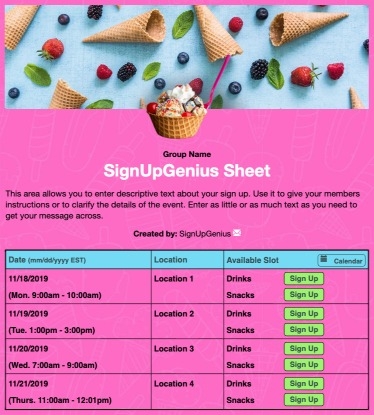 Group Name
SignUpGenius Sheet
This area allows you to enter descriptive text about your sign up. Use it to give your members
instructions or to clarify the details of the event. Enter as little or as much text as you need to
get your message across.
Created by: SignUpGenius
Date (mm/dd/yyyy EST) Location Available Slot Calendar
11/18/2019 Location 1 Drinks Sign Up
(Mon. 9:00am - 10:00am) Snacks Sign Up
11/19/2019 Location 2 Drinks Sign Up
(Tue. 1:00pm - 3:00pm) Snacks Sign Up
11/20/2019 Location 3 Drinks Sign Up
(Wed. 7:00am - 9:00am) Snacks Sign Up
11/21/2019 Location 4 Drinks Sign Up
(Thurs. 11:00am - 12:01pm) Snacks Sign Up